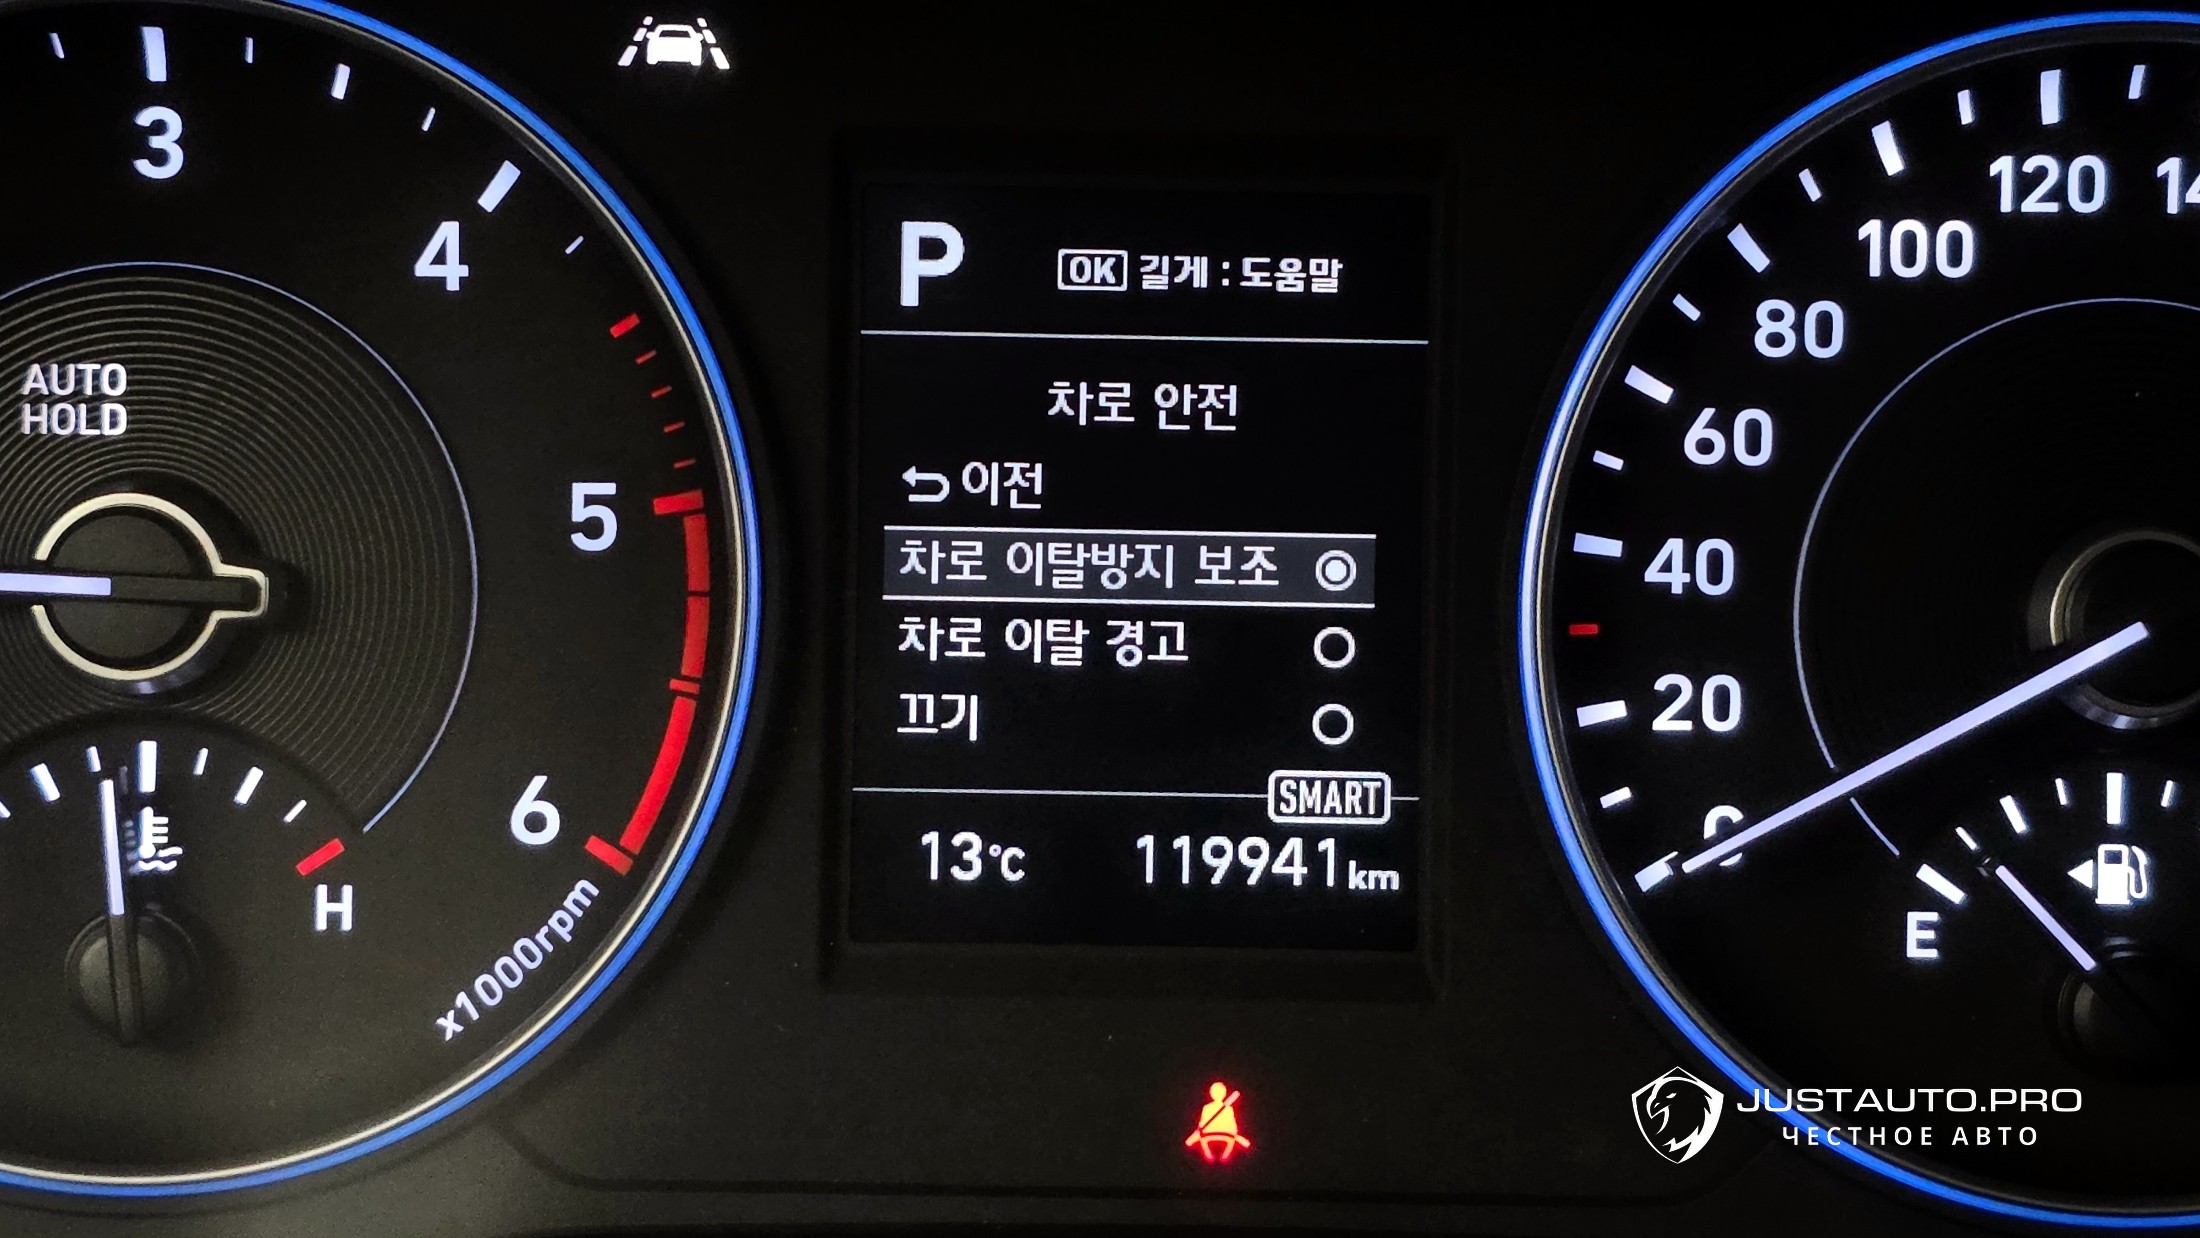 3
4
AUTO
HOLD
5
6
x1000rpm
H
P
OK 길게 : 도움말
차로 안전
이전
차로 이탈방지 보조
차로 이탈 경고
끄기
SMART
13°C 119941km
120
100
80
60
40
20
0
E
JUSTAUTO.PRO
ЧЕСТНОЕ АВТО